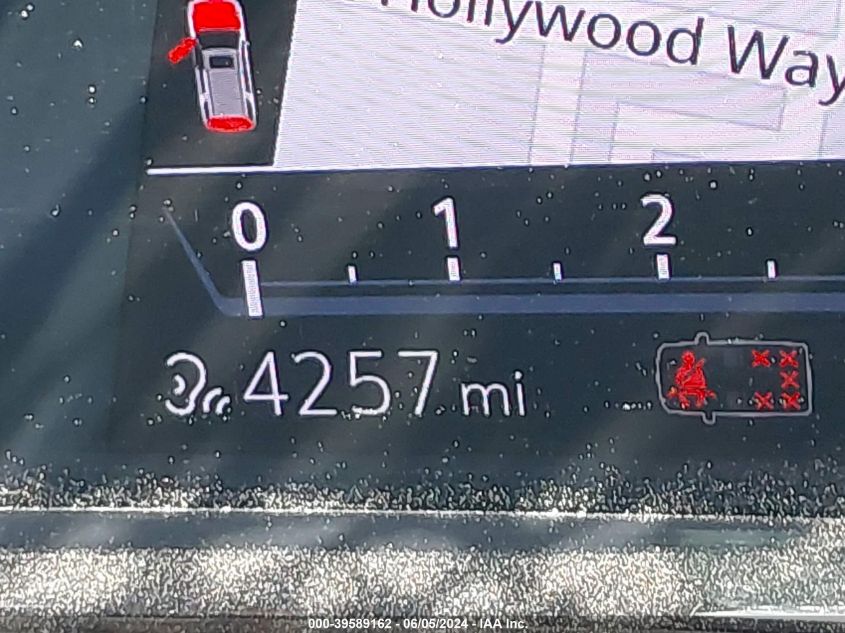 Hollywood Way
0 1 2
4257 mi
000-39589162 - 06/05/2024 - IAA Inc.